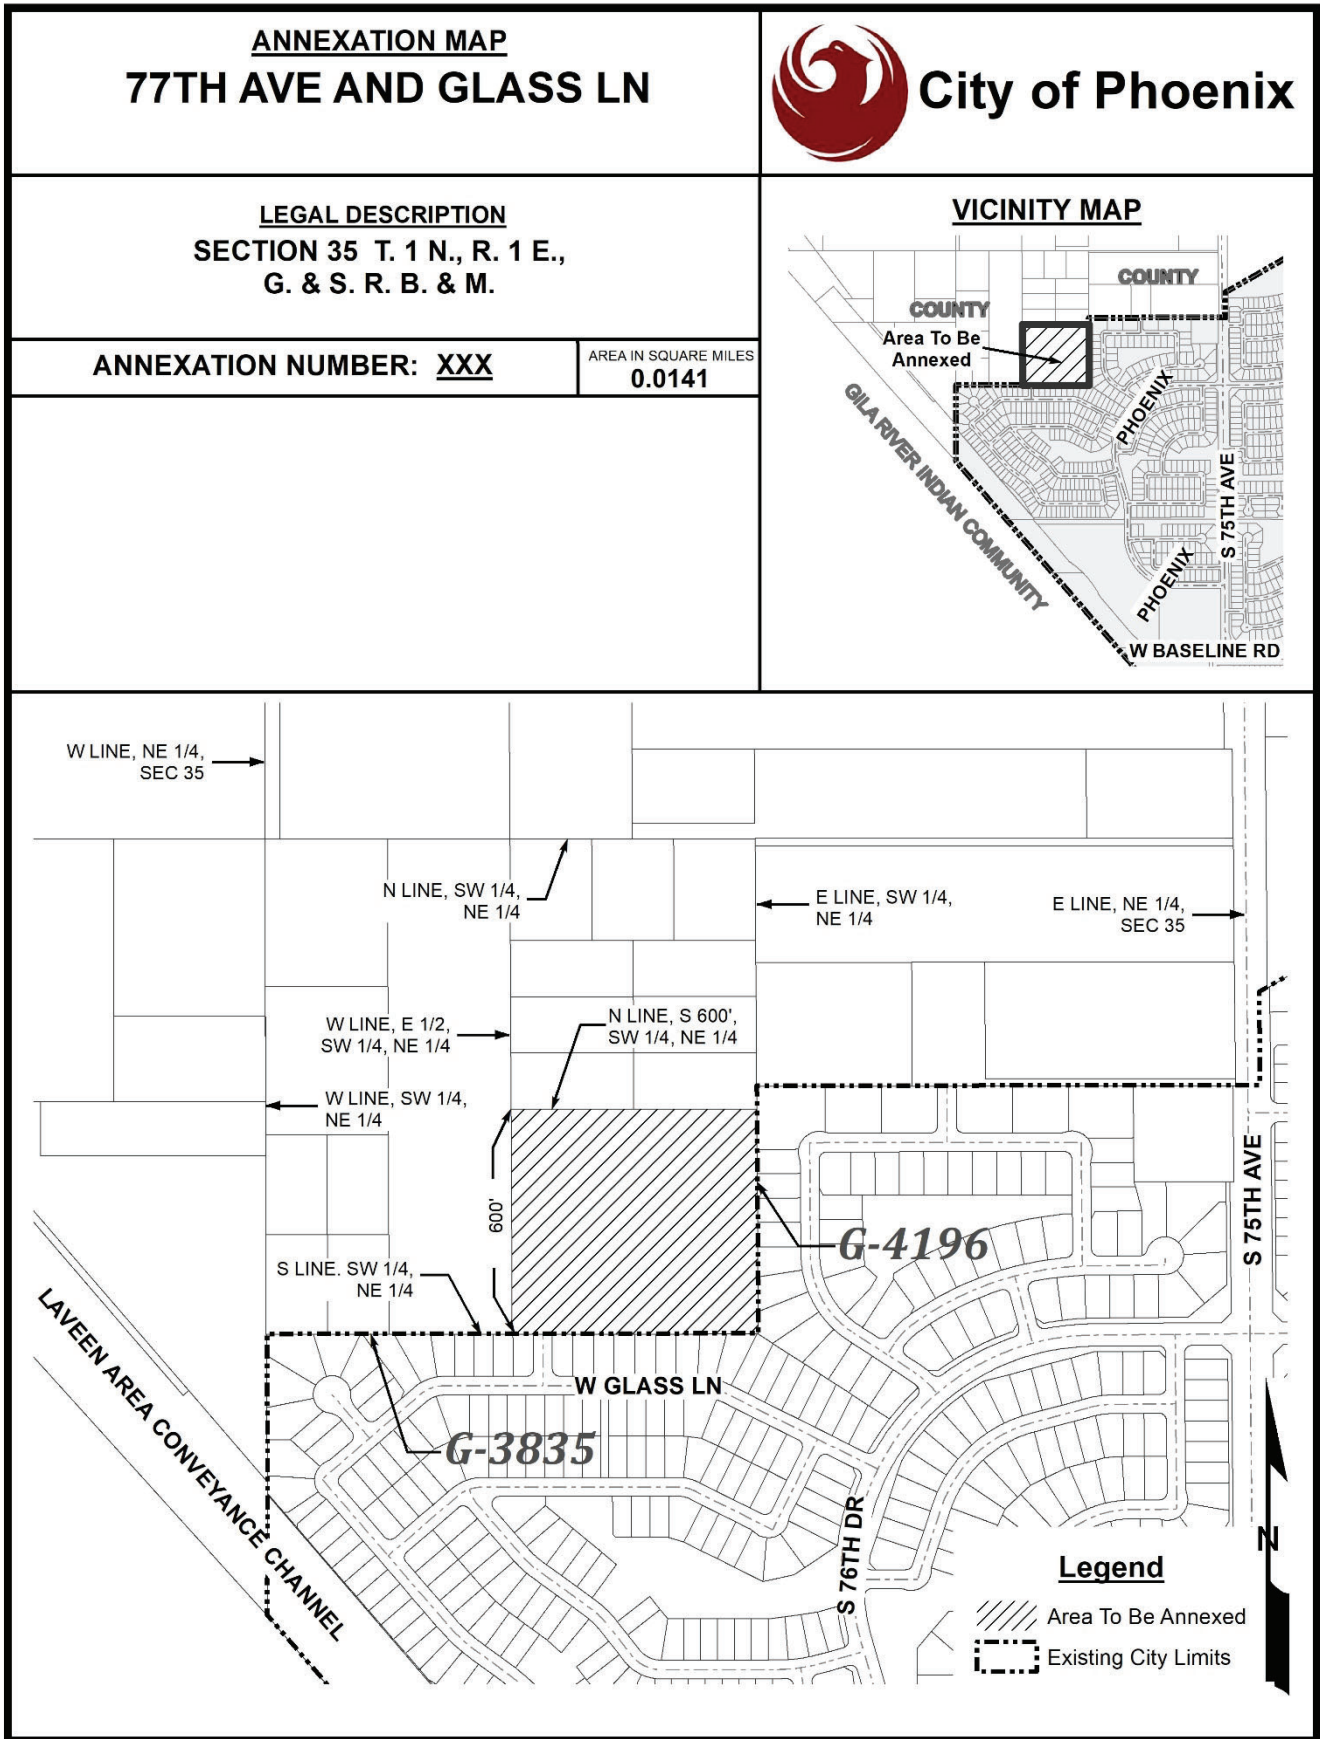 ANNEXATION MAP
77TH AVE AND GLASS LN
City of Phoenix
LEGAL DESCRIPTION
SECTION 35 T. 1 N., R. 1 E.,
G. & S. R. B. & M.
ANNEXATION NUMBER: XXX
AREA IN SQUARE MILES
0.0141
VICINITY MAP
COUNTY
COUNTY
Area To Be
Annexed
PHOENIX
GILA RIVER INDIAN COMMUNITY
S 75TH AVE
PHOENIX
W BASELINE RD
W LINE, NE 1/4,
SEC 35
N LINE, SW 1/4,
NE 1/4
E LINE, SW 1/4,
NE 1/4
E LINE, NE 1/4,
SEC 35
W LINE, E 1/2,
SW 1/4, NE 1/4
N LINE, S 600',
SW 1/4, NE 1/4
W LINE, SW 1/4,
NE 1/4
600'
S 75TH AVE
G-4196
S LINE. SW 1/4,
NE 1/4
LAVEEN AREA CONVEYANCE CHANNEL
W GLASS LN
G-3835
S 76TH DR
N
Legend
Area To Be Annexed
Existing City Limits